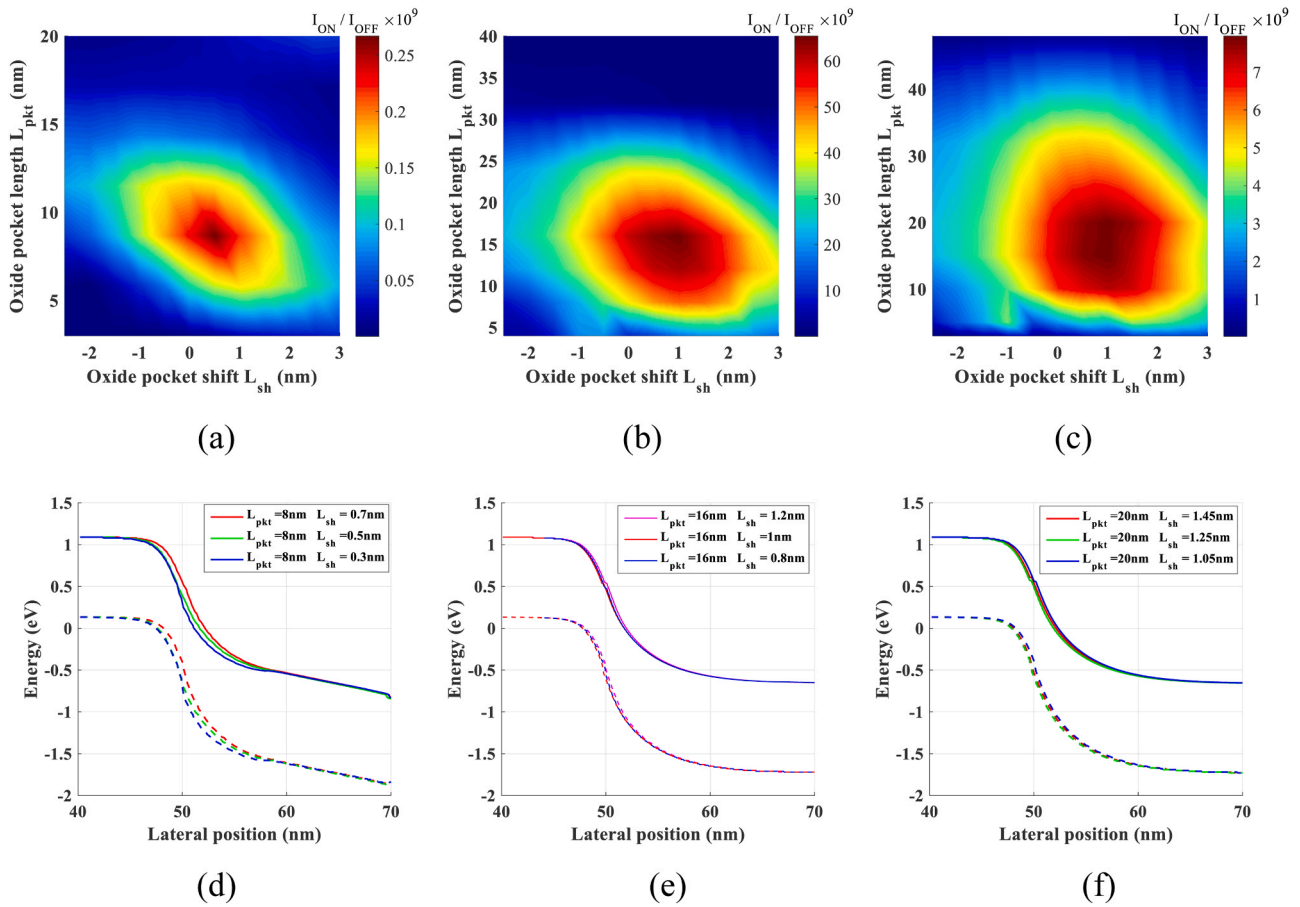 I_ON / I_OFF ×10^9
20
15
10
5
Oxide pocket length L_pkt (nm)
-2 -1 0 1 2 3
Oxide pocket shift L_sh (nm)
0.25
0.2
0.15
0.1
0.05
(a)
I_ON / I_OFF ×10^9
40
35
30
25
20
15
10
5
Oxide pocket length L_pkt (nm)
-2 -1 0 1 2 3
Oxide pocket shift L_sh (nm)
60
50
40
30
20
10
(b)
I_ON / I_OFF ×10^9
40
30
20
10
Oxide pocket length L_pkt (nm)
-2 -1 0 1 2 3
Oxide pocket shift L_sh (nm)
7
6
5
4
3
2
1
(c)
1.5
1
0.5
0
-0.5
-1
-1.5
-2
Energy (eV)
L_pkt =8nm L_sh = 0.7nm
L_pkt =8nm L_sh =0.5nm
L_pkt =8nm L_sh = 0.3nm
40 50 60 70
Lateral position (nm)
(d)
1.5
1
0.5
0
-0.5
-1
-1.5
-2
Energy (eV)
L_pkt =16nm L_sh = 1.2nm
L_pkt =16nm L_sh =1nm
L_pkt =16nm L_sh = 0.8nm
40 50 60 70
Lateral position (nm)
(e)
1.5
1
0.5
0
-0.5
-1
-1.5
-2
Energy (eV)
L_pkt =20nm L_sh = 1.45nm
L_pkt =20nm L_sh =1.25nm
L_pkt =20nm L_sh = 1.05nm
40 50 60 70
Lateral position (nm)
(f)